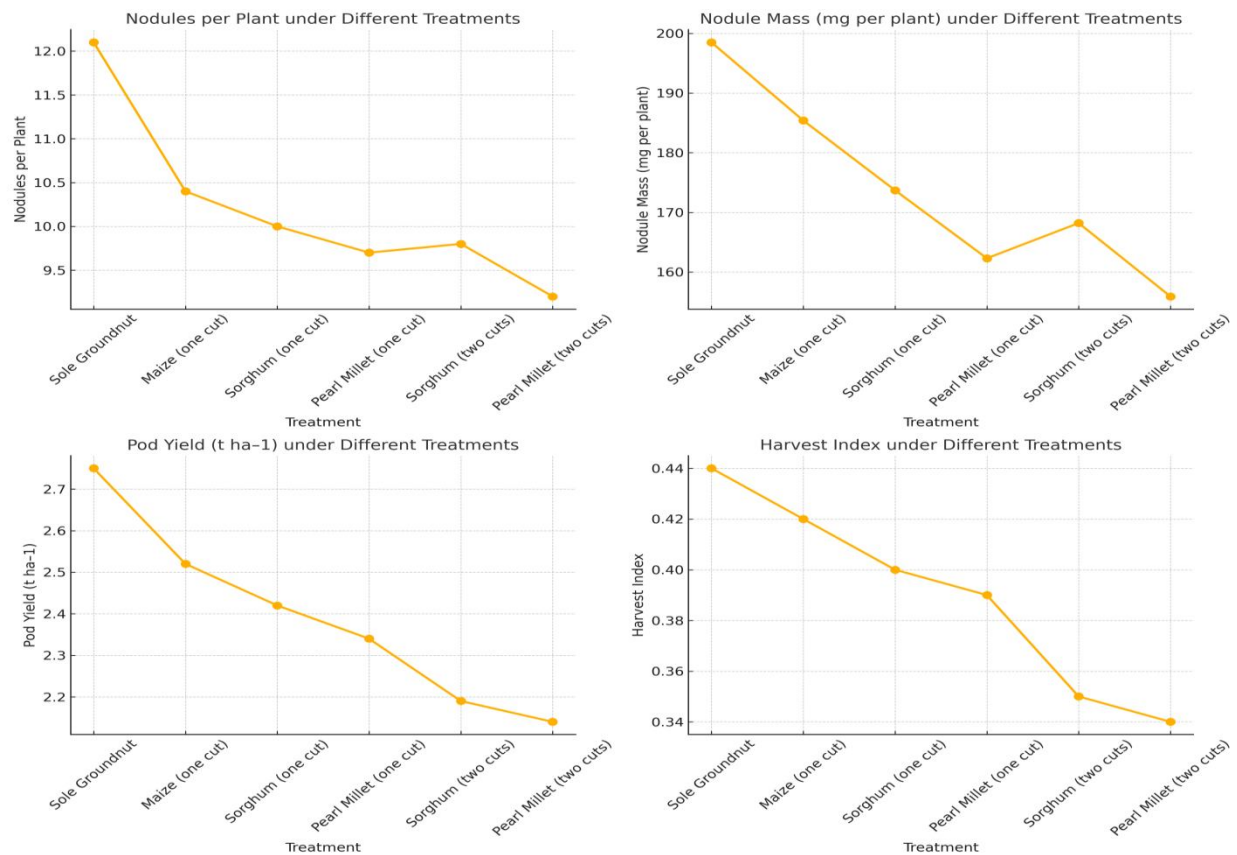 Nodules per Plant under Different Treatments
Nodules per Plant
12.0
11.5
11.0
10.5
10.0
9.5
Sole Groundnut
Maize (one cut)
Sorghum (one cut)
Pearl Millet (one cut)
Sorghum (two cuts)
Pearl Millet (two cuts)
Treatment
Nodule Mass (mg per plant) under Different Treatments
Nodule Mass (mg per plant)
200
190
180
170
160
Sole Groundnut
Maize (one cut)
Sorghum (one cut)
Pearl Millet (one cut)
Sorghum (two cuts)
Pearl Millet (two cuts)
Treatment
Pod Yield (t ha–1) under Different Treatments
Pod Yield (t ha–1)
2.7
2.6
2.5
2.4
2.3
2.2
Sole Groundnut
Maize (one cut)
Sorghum (one cut)
Pearl Millet (one cut)
Sorghum (two cuts)
Pearl Millet (two cuts)
Treatment
Harvest Index under Different Treatments
Harvest Index
0.44
0.42
0.40
0.38
0.36
0.34
Sole Groundnut
Maize (one cut)
Sorghum (one cut)
Pearl Millet (one cut)
Sorghum (two cuts)
Pearl Millet (two cuts)
Treatment